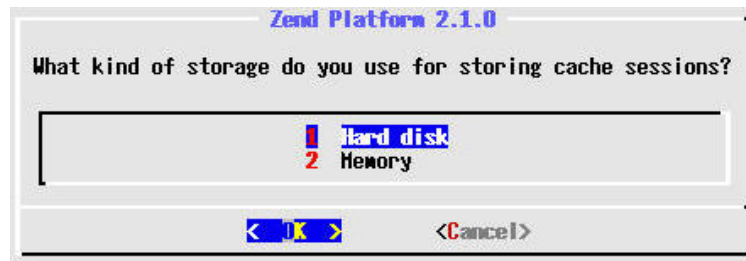 Zend Platform 2.1.0
What kind of storage do you use for storing cache sessions?
1 Hard disk
2 Memory
< OK > <Cancel>